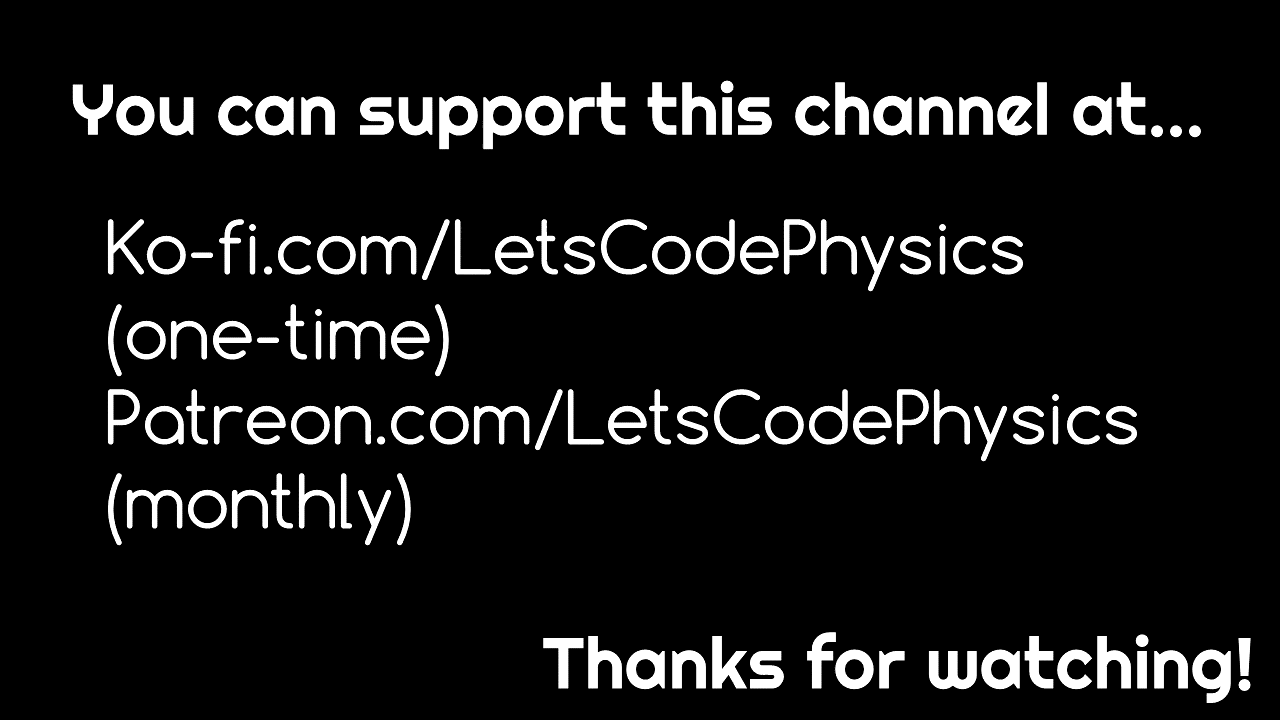 You can support this channel at...
Ko-fi.com/LetsCodePhysics
(one-time)
Patreon.com/LetsCodePhysics
(monthly)
Thanks for watching!